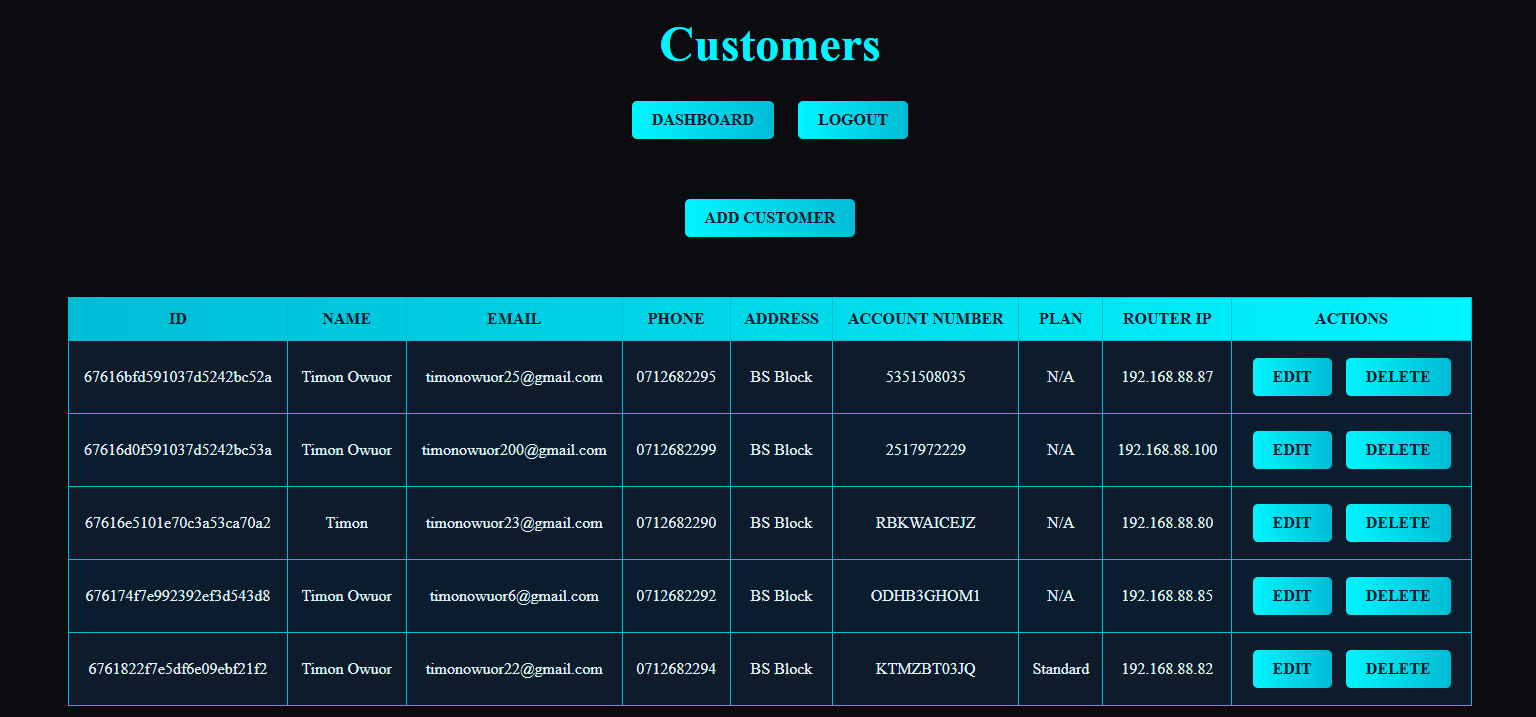 Customers
DASHBOARD LOGOUT
ADD CUSTOMER
ID NAME EMAIL PHONE ADDRESS ACCOUNT NUMBER PLAN ROUTER IP ACTIONS
67616bfd591037d5242bc52a Timon Owuor timonowuor25@gmail.com 0712682295 BS Block 5351508035 N/A 192.168.88.87 EDIT DELETE
67616d0f591037d5242bc53a Timon Owuor timonowuor200@gmail.com 0712682299 BS Block 2517972229 N/A 192.168.88.100 EDIT DELETE
67616e5101e70c3a53ca70a2 Timon timonowuor23@gmail.com 0712682290 BS Block RBKWAICEJZ N/A 192.168.88.80 EDIT DELETE
676174f7e992392ef3d543d8 Timon Owuor timonowuor6@gmail.com 0712682292 BS Block ODHB3GHOM1 N/A 192.168.88.85 EDIT DELETE
6761822f7e5df6e09ebf21f2 Timon Owuor timonowuor22@gmail.com 0712682294 BS Block KTMZBT03JQ Standard 192.168.88.82 EDIT DELETE